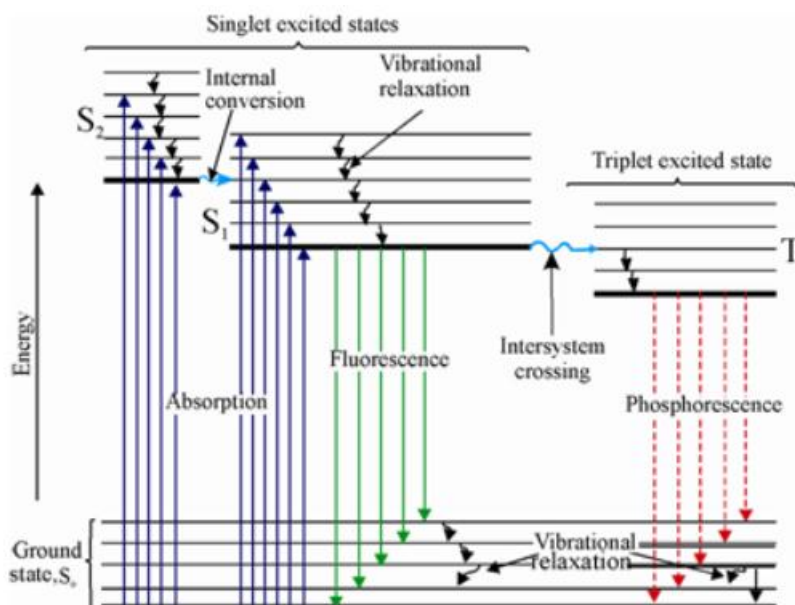 Singlet excited states
Internal
conversion
Vibrational
relaxation
S2
Triplet excited state
S1
T
Energy
Absorption
Fluorescence
Intersystem
crossing
Phosphorescence
Ground
state, So
Vibrational
relaxation